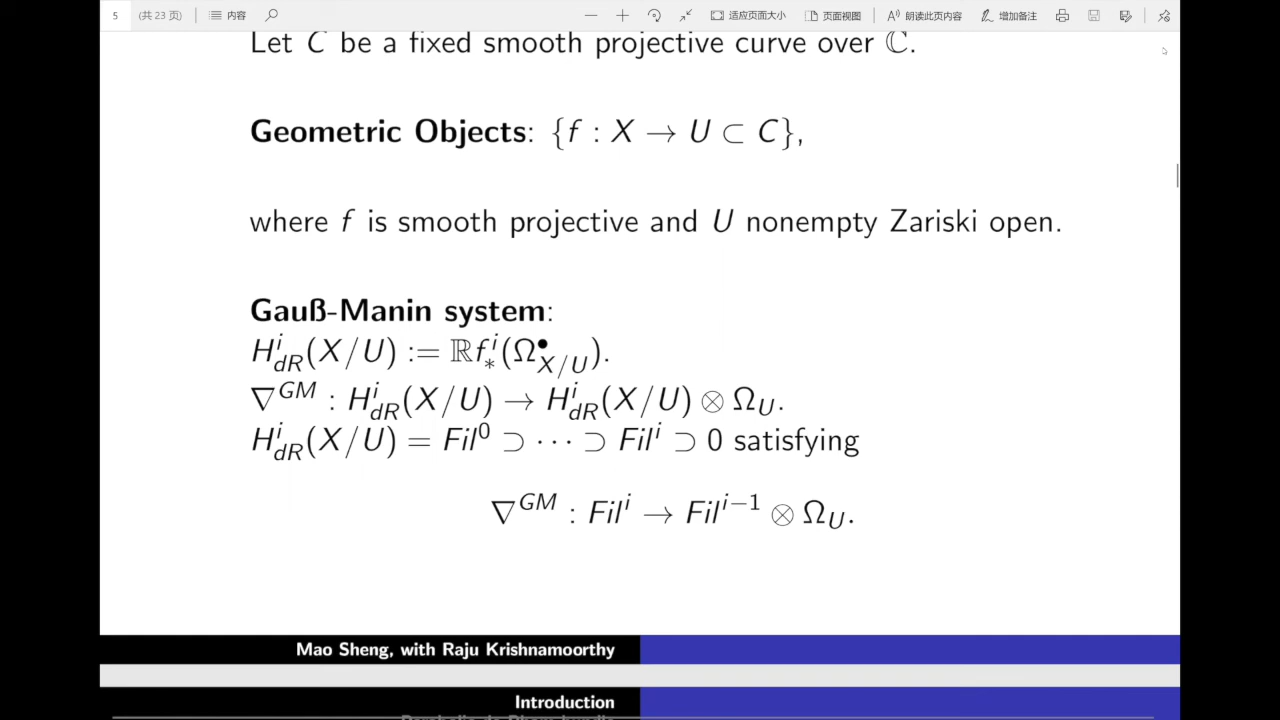 5 (共 23 页) 内容 适应页面大小 页面视图 朗读此页内容 增加备注
Let C be a fixed smooth projective curve over ℂ.
Geometric Objects: {f : X → U ⊂ C},
where f is smooth projective and U nonempty Zariski open.
Gauß-Manin system:
H^i_{dR}(X/U) := ℝf^i_*(Ω^•_{X/U}).
∇^{GM} : H^i_{dR}(X/U) → H^i_{dR}(X/U) ⊗ Ω_U.
H^i_{dR}(X/U) = Fil^0 ⊃ ⋯ ⊃ Fil^i ⊃ 0 satisfying
∇^{GM} : Fil^i → Fil^{i−1} ⊗ Ω_U.
Mao Sheng, with Raju Krishnamoorthy
Introduction